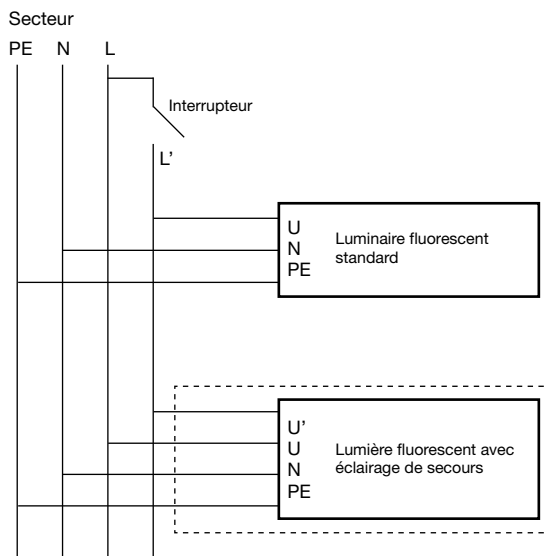 Secteur
PE N L
Interrupteur
L'
U
N
PE
Luminaire fluorescent
standard
U'
U
N
PE
Lumière fluorescent avec
éclairage de secours